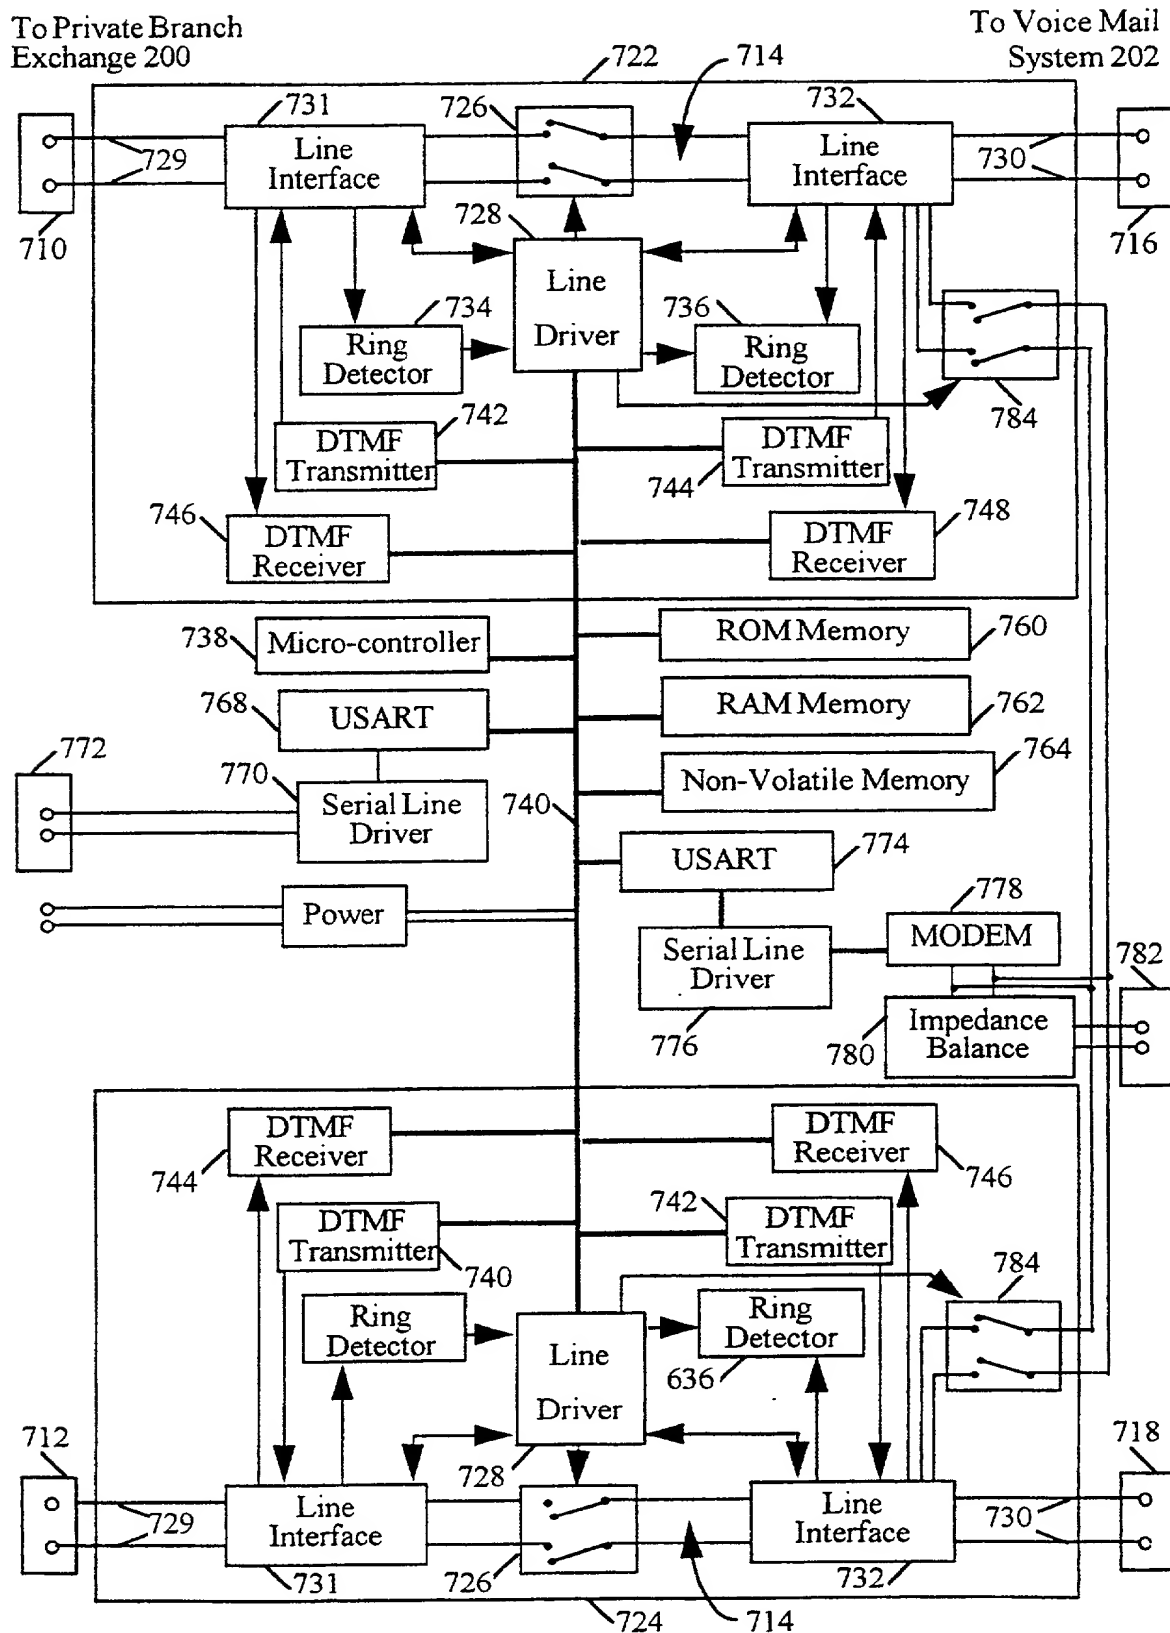 To Private Branch
Exchange 200
To Voice Mail
System 202
722
714
731
726
732
729
Line
Interface
Line
Interface
730
710
728
716
Line
Driver
734
736
Ring
Detector
Ring
Detector
784
742
DTMF
Transmitter
DTMF
Transmitter
744
746
DTMF
Receiver
DTMF
Receiver
748
738
Micro-controller
ROM Memory
760
768
USART
RAM Memory
762
772
770
Serial Line
Driver
740
Non-Volatile Memory
764
USART
774
Power
778
MODEM
Serial Line
Driver
782
776
780
Impedance
Balance
DTMF
Receiver
DTMF
Receiver
744
746
742
DTMF
Transmitter
DTMF
Transmitter
740
784
Ring
Detector
Ring
Detector
Line
Driver
636
712
728
718
729
Line
Interface
Line
Interface
730
731
726
732
724
714